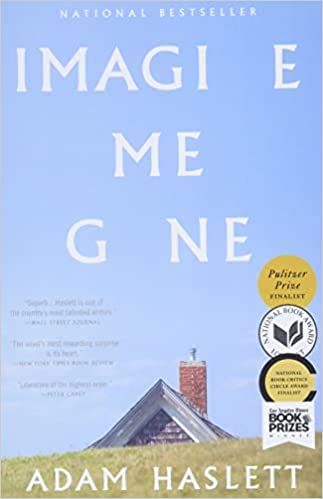 NATIONAL BESTSELLER
IMAGI E
ME
G NE
"Superb... Haslett is one of
the country's most talented writers."
—WALL STREET JOURNAL
"The novel's most rewarding surprise
is its heart."
—NEW YORK TIMES BOOK REVIEW
"Literature of the highest order."
—PETER CAREY
Pulitzer
Prize
FINALIST
NATIONAL BOOK AWARD
NATIONAL
BOOK CRITICS
CIRCLE AWARD
FINALIST
Los Angeles Times
BOOK
PRIZES
WINNER
ADAM HASLETT